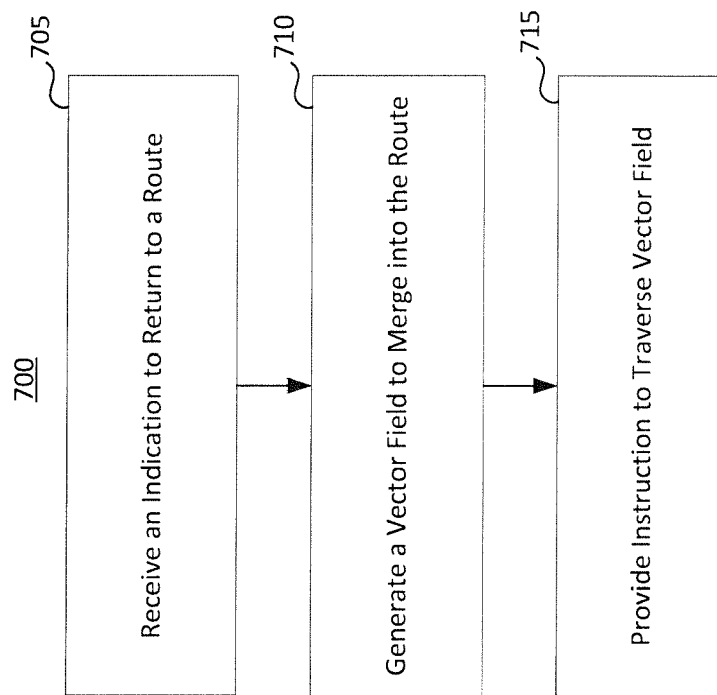 700
705
Receive an Indication to Return to a Route
710
Generate a Vector Field to Merge into the Route
715
Provide Instruction to Traverse Vector Field